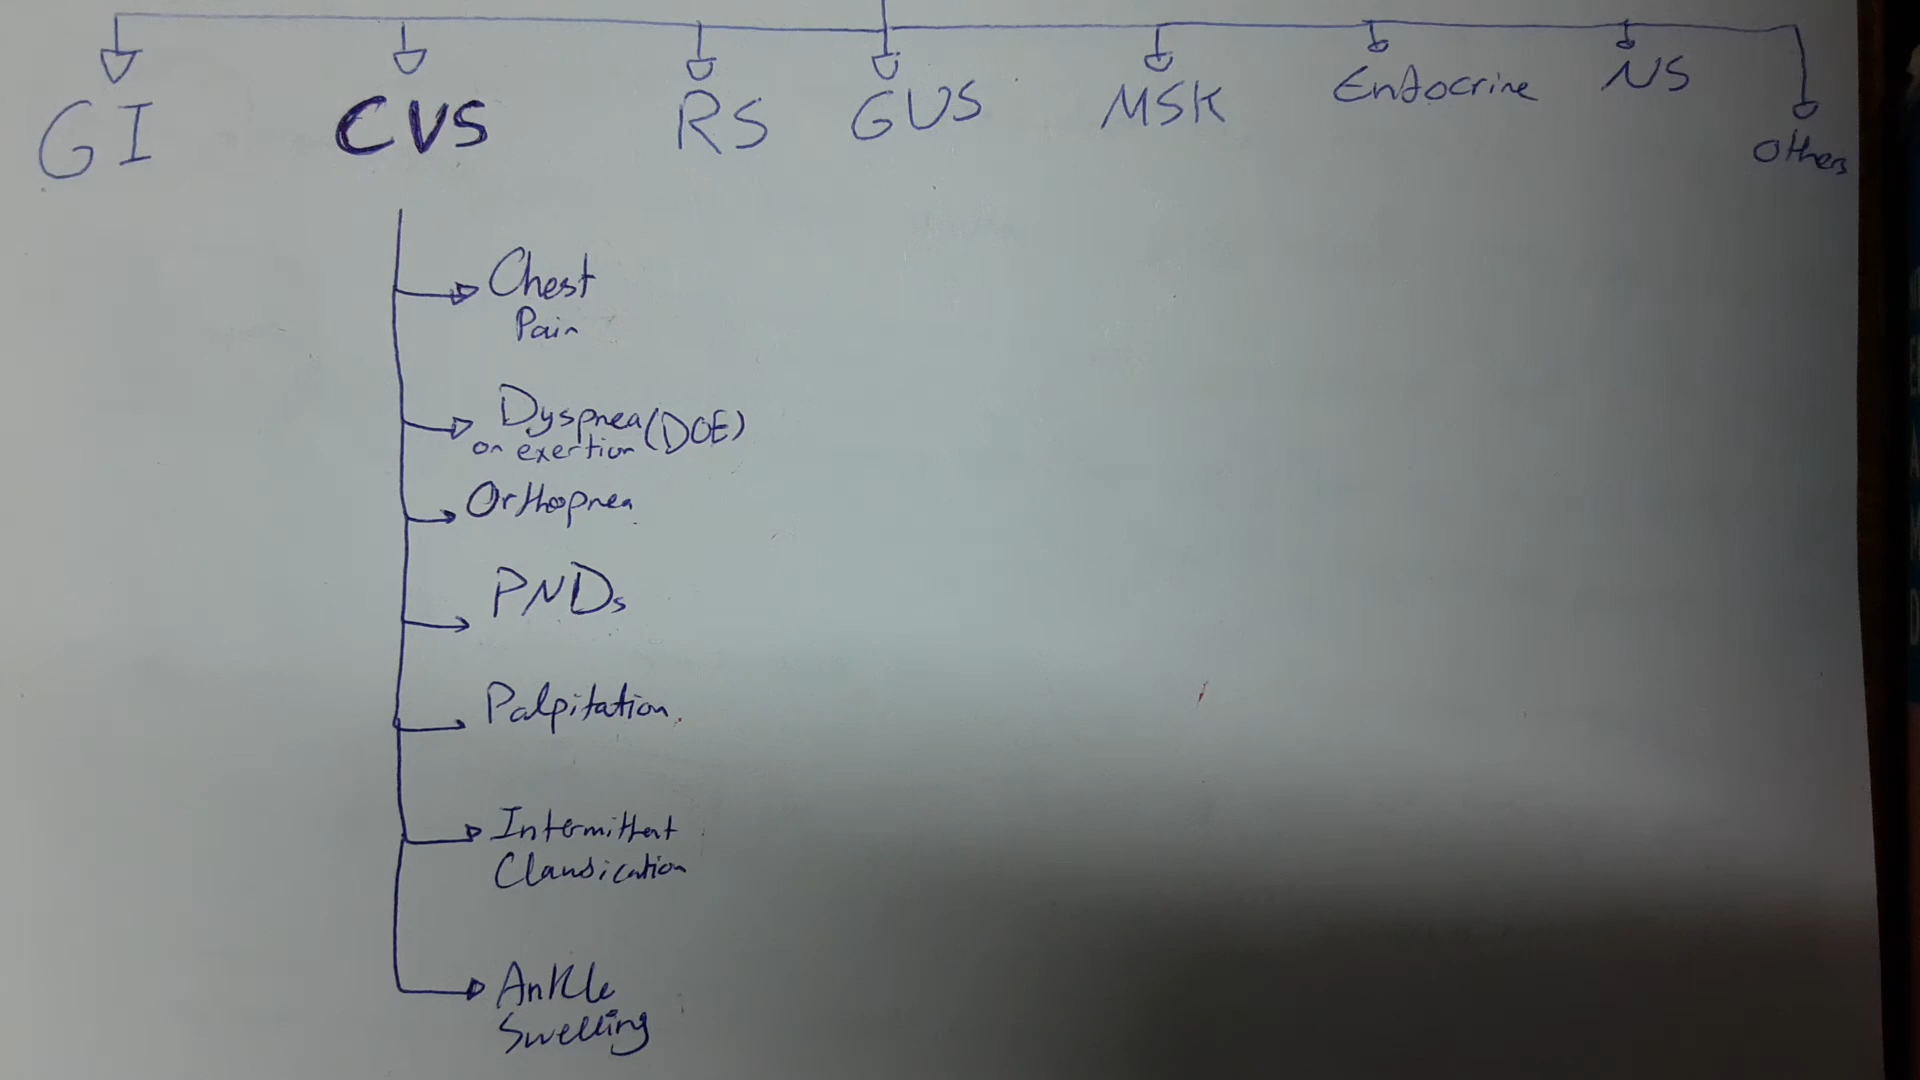 GI CVS RS GUS MSK Endocrine NS Others
Chest
Pain
Dyspnea (DOE)
on exertion
Orthopnea
PNDs
Palpitation
Intermittent
Claudication
Ankle
Swelling